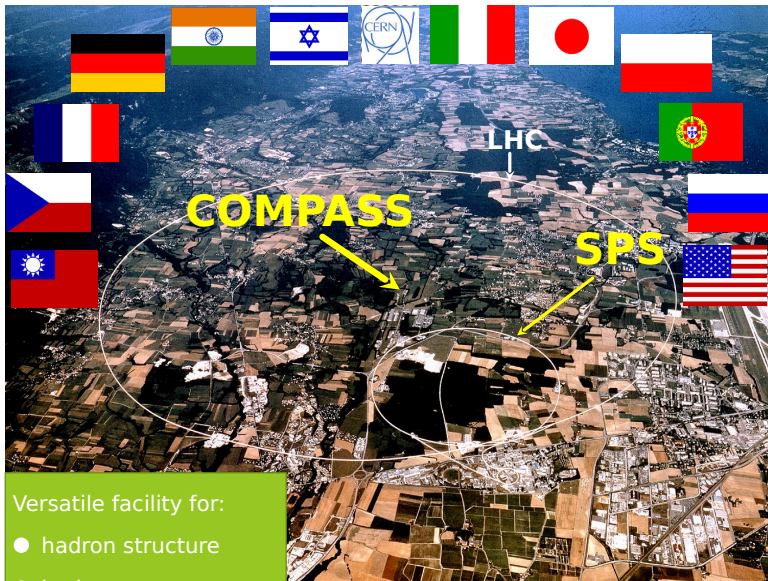 CERN
LHC
COMPASS
SPS
Versatile facility for:
● hadron structure